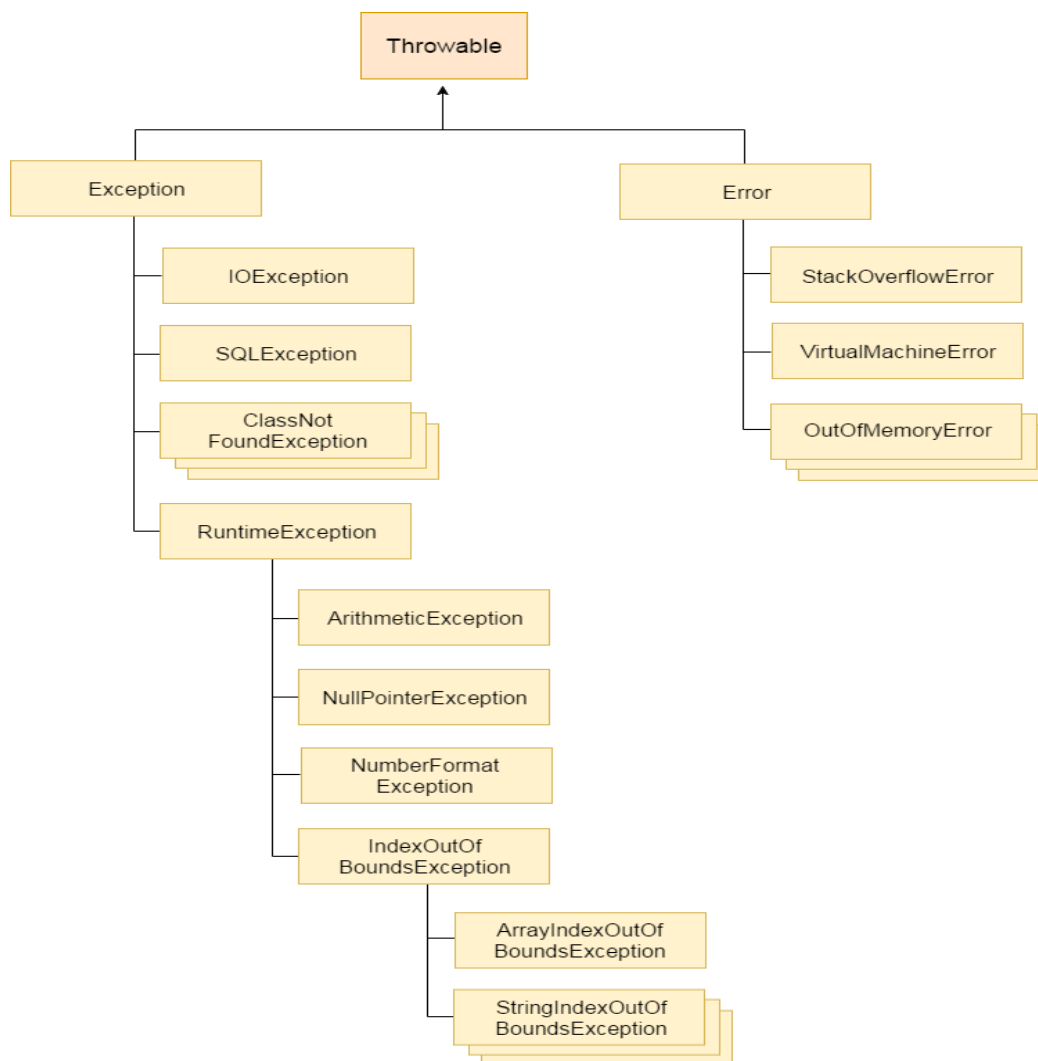 Throwable
Exception
Error
IOException
StackOverflowError
SQLException
VirtualMachineError
ClassNot
FoundException
OutOfMemoryError
RuntimeException
ArithmeticException
NullPointerException
NumberFormat
Exception
IndexOutOf
BoundsException
ArrayIndexOutOf
BoundsException
StringIndexOutOf
BoundsException